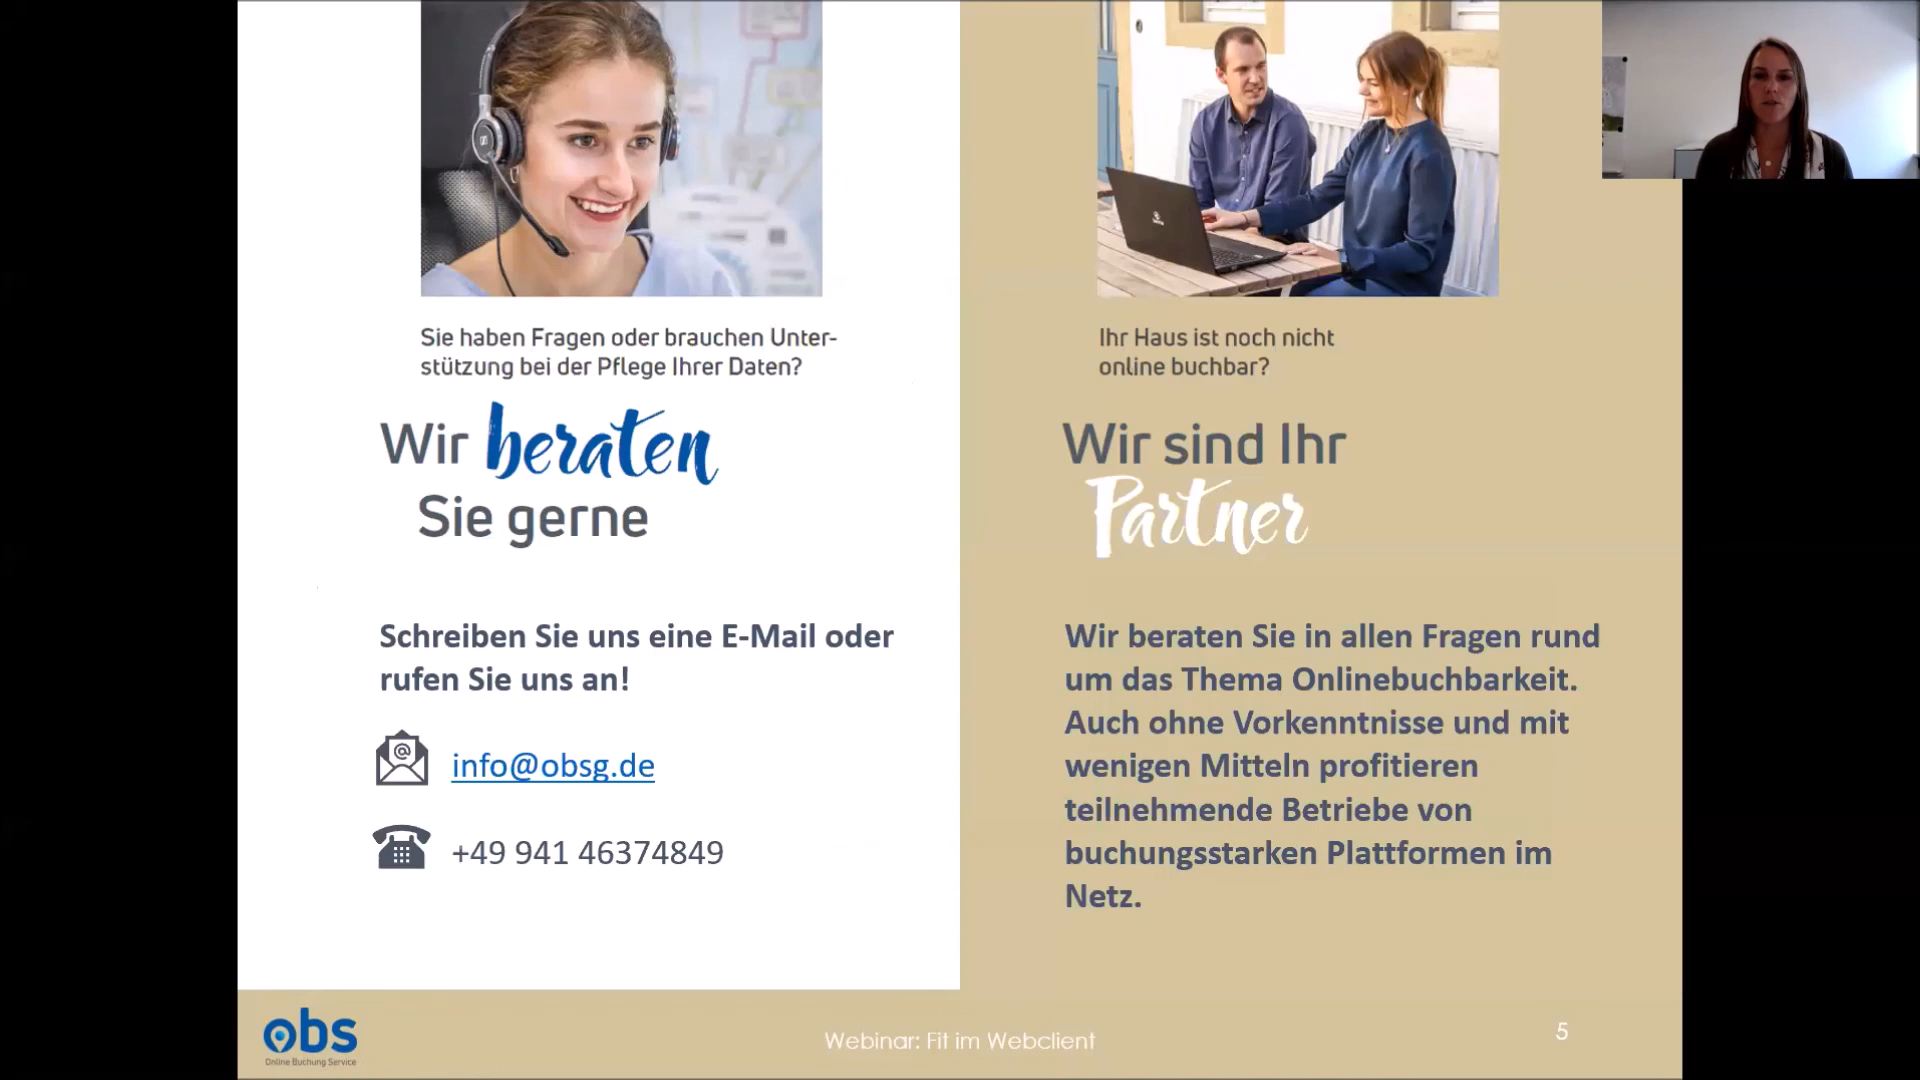 Sie haben Fragen oder brauchen Unter-
stützung bei der Pflege Ihrer Daten?
Wir beraten
Sie gerne
Schreiben Sie uns eine E-Mail oder
rufen Sie uns an!
info@obsg.de
+49 941 46374849
Ihr Haus ist noch nicht
online buchbar?
Wir sind Ihr
Partner
Wir beraten Sie in allen Fragen rund
um das Thema Onlinebuchbarkeit.
Auch ohne Vorkenntnisse und mit
wenigen Mitteln profitieren
teilnehmende Betriebe von
buchungsstarken Plattformen im
Netz.
obs
Online Buchung Service
Webinar: Fit im Webclient
5